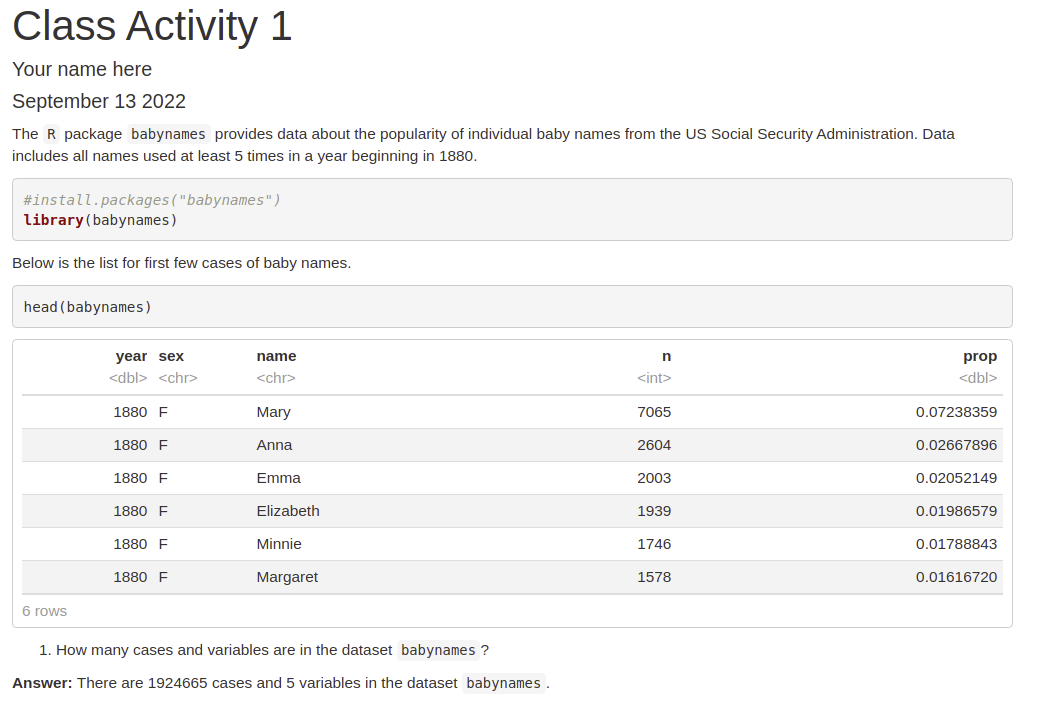 Class Activity 1
Your name here
September 13 2022
The R package babynames provides data about the popularity of individual baby names from the US Social Security Administration. Data
includes all names used at least 5 times in a year beginning in 1880.
#install.packages("babynames")
library(babynames)
Below is the list for first few cases of baby names.
head(babynames)
year sex name n prop
<dbl> <chr> <chr> <int> <dbl>
1880 F Mary 7065 0.07238359
1880 F Anna 2604 0.02667896
1880 F Emma 2003 0.02052149
1880 F Elizabeth 1939 0.01986579
1880 F Minnie 1746 0.01788843
1880 F Margaret 1578 0.01616720
6 rows
1. How many cases and variables are in the dataset babynames ?
Answer: There are 1924665 cases and 5 variables in the dataset babynames .